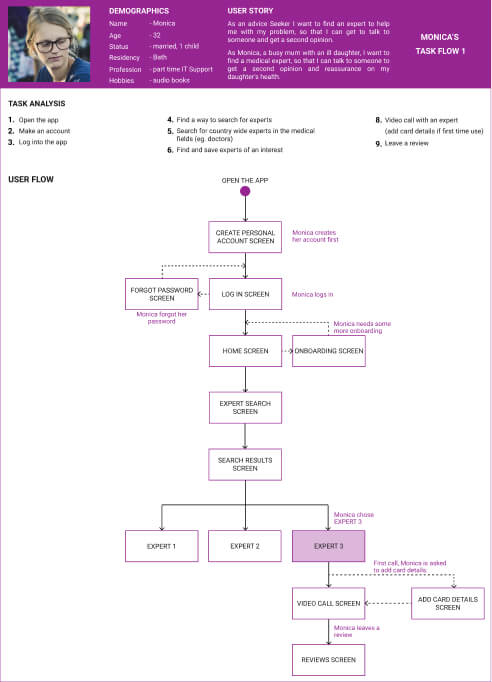 DEMOGRAPHICS
Name - Monica
Age - 32
Status - married, 1 child
Residency - Bath
Profession - part time IT Support
Hobbies - audio books
USER STORY
As an advice Seeker I want to find an expert to help
me with my problem, so that I can get to talk to
someone and get a second opinion.
As Monica, a busy mum with an ill daughter, I want to
find a medical expert, so that I can talk to someone to
get a second opinion and reassurance on my
daughter's health.
MONICA'S
TASK FLOW 1
TASK ANALYSIS
1. Open the app
2. Make an account
3. Log into the app
4. Find a way to search for experts
5. Search for country wide experts in the medical
fields (eg. doctors)
6. Find and save experts of an interest
8. Video call with an expert
(add card details if first time use)
9. Leave a review
USER FLOW
OPEN THE APP
CREATE PERSONAL
ACCOUNT SCREEN
Monica creates
her account first
FORGOT PASSWORD
SCREEN
LOG IN SCREEN
Monica logs in
Monica forgot her
password
Monica needs some
more onboarding
HOME SCREEN
ONBOARDING SCREEN
EXPERT SEARCH
SCREEN
SEARCH RESULTS
SCREEN
Monica chose
EXPERT 3
EXPERT 1
EXPERT 2
EXPERT 3
First call, Monica is asked
to add card details
VIDEO CALL SCREEN
ADD CARD DETAILS
SCREEN
Monica leaves a
review
REVIEWS SCREEN